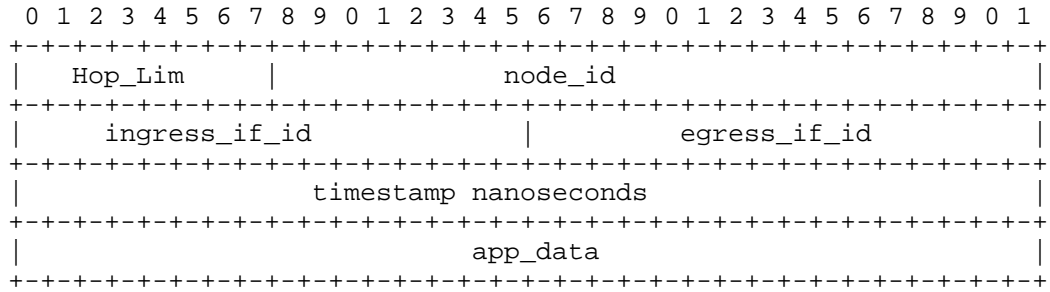 0 1 2 3 4 5 6 7 8 9 0 1 2 3 4 5 6 7 8 9 0 1 2 3 4 5 6 7 8 9 0 1
+-+-+-+-+-+-+-+-+-+-+-+-+-+-+-+-+-+-+-+-+-+-+-+-+-+-+-+-+-+-+-+-+
|   Hop_Lim     |              node_id                          |
+-+-+-+-+-+-+-+-+-+-+-+-+-+-+-+-+-+-+-+-+-+-+-+-+-+-+-+-+-+-+-+-+
|     ingress_if_id             |         egress_if_id          |
+-+-+-+-+-+-+-+-+-+-+-+-+-+-+-+-+-+-+-+-+-+-+-+-+-+-+-+-+-+-+-+-+
|                  timestamp nanoseconds                        |
+-+-+-+-+-+-+-+-+-+-+-+-+-+-+-+-+-+-+-+-+-+-+-+-+-+-+-+-+-+-+-+-+
|                            app_data                           |
+-+-+-+-+-+-+-+-+-+-+-+-+-+-+-+-+-+-+-+-+-+-+-+-+-+-+-+-+-+-+-+-+